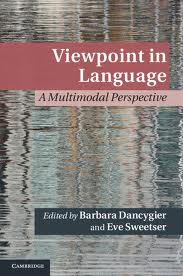 Viewpoint in
Language
A Multimodal Perspective
Edited by Barbara Dancygier
and Eve Sweetser
CAMBRIDGE